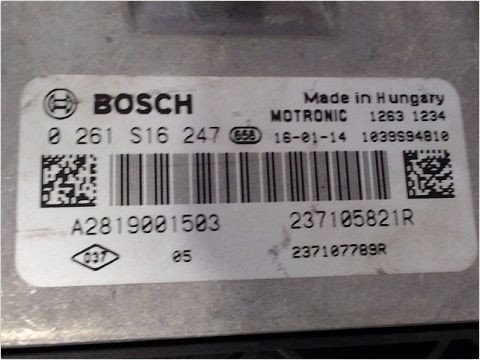 BOSCH
Made in Hungary
MOTRONIC 1263 1234
0 261 S16 247 658 16-01-14 1039S94810
A2819001503 237105821R
037 05 237107789R